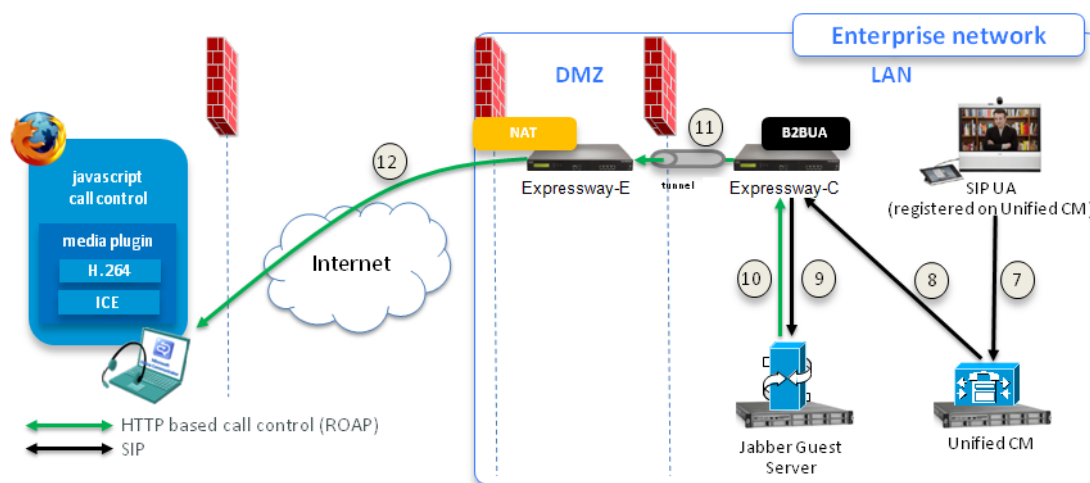 Enterprise network
DMZ
LAN
NAT
11
B2BUA
12
javascript
call control
media plugin
H.264
ICE
Expressway-E
tunnel
Expressway-C
SIP UA
(registered on Unified CM)
Internet
10
9
8
7
HTTP based call control (ROAP)
SIP
Jabber Guest
Server
Unified CM